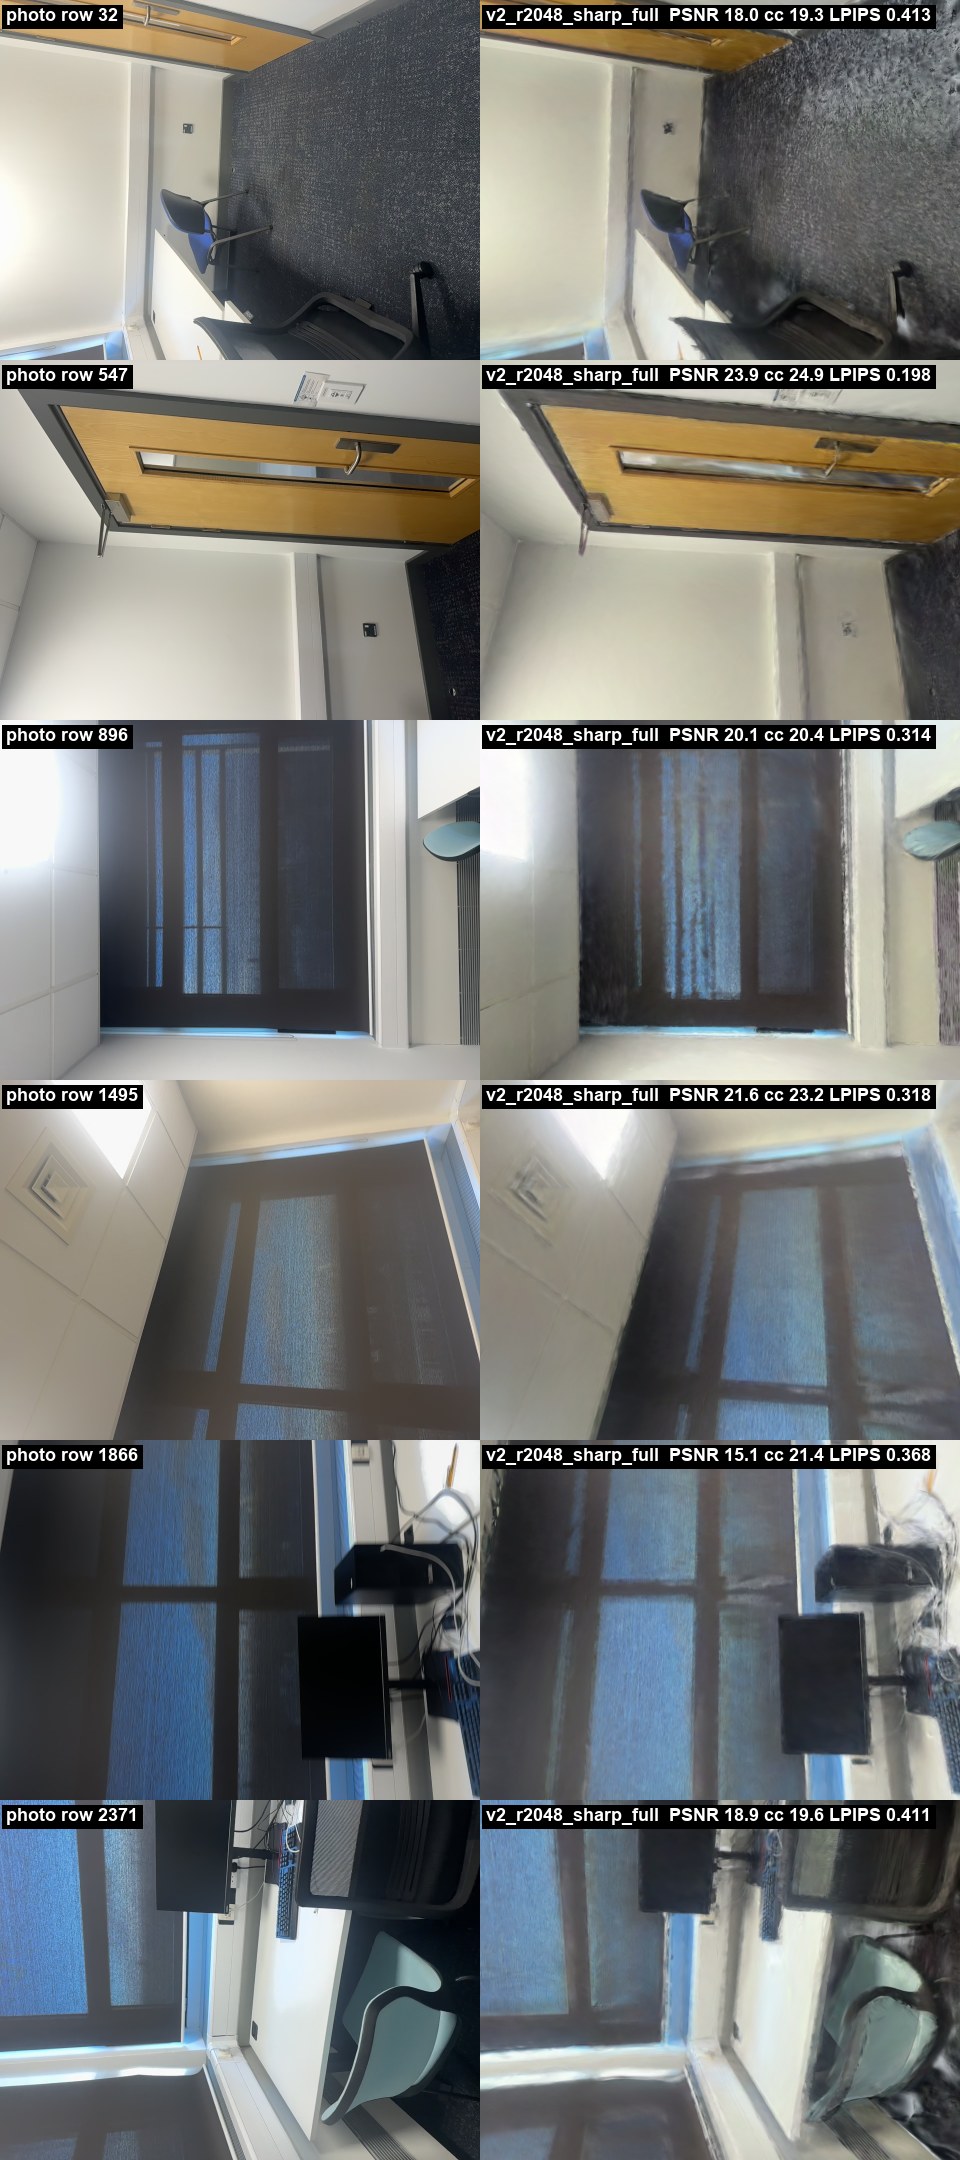 photo row 32
v2_r2048_sharp_full PSNR 18.0 cc 19.3 LPIPS 0.413
photo row 547
v2_r2048_sharp_full PSNR 23.9 cc 24.9 LPIPS 0.198
photo row 896
v2_r2048_sharp_full PSNR 20.1 cc 20.4 LPIPS 0.314
photo row 1495
v2_r2048_sharp_full PSNR 21.6 cc 23.2 LPIPS 0.318
photo row 1866
v2_r2048_sharp_full PSNR 15.1 cc 21.4 LPIPS 0.368
photo row 2371
v2_r2048_sharp_full PSNR 18.9 cc 19.6 LPIPS 0.411